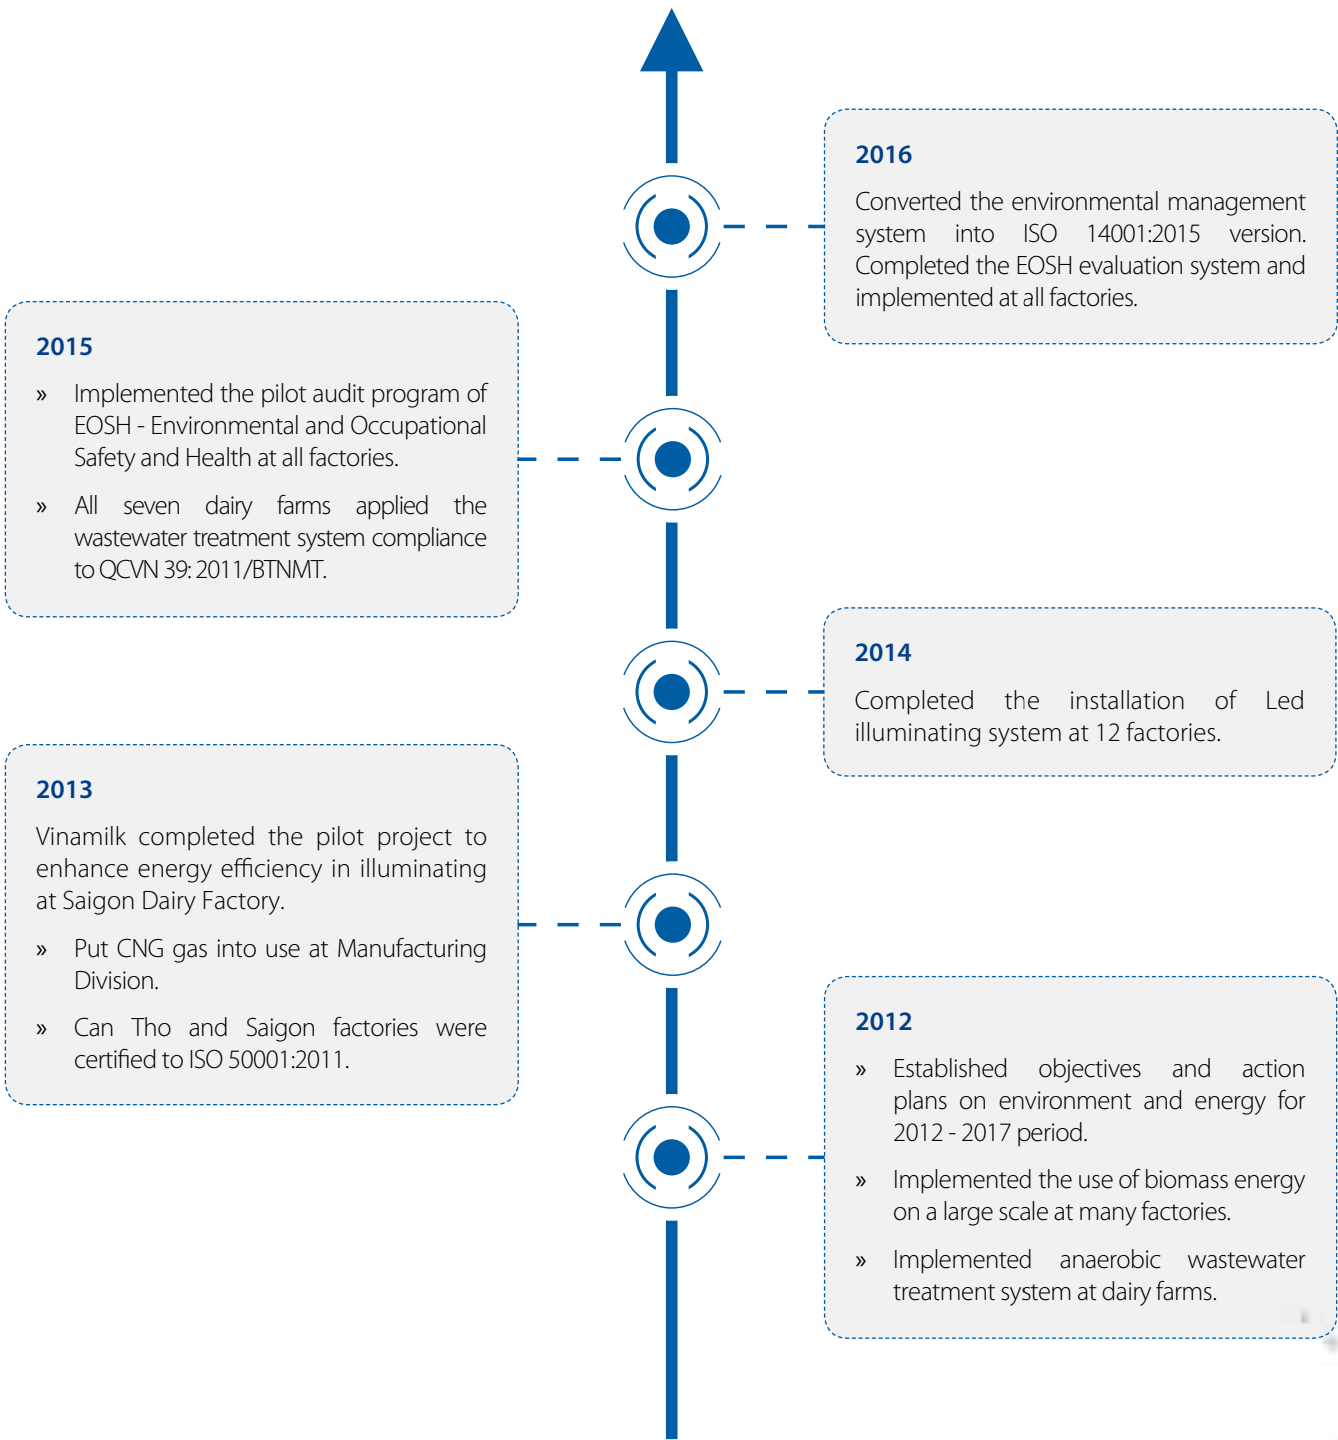 2016
Converted the environmental management
system into ISO 14001:2015 version.
Completed the EOSH evaluation system and
implemented at all factories.
2015
» Implemented the pilot audit program of
EOSH - Environmental and Occupational
Safety and Health at all factories.
» All seven dairy farms applied the
wastewater treatment system compliance
to QCVN 39: 2011/BTNMT.
2014
Completed the installation of Led
illuminating system at 12 factories.
2013
Vinamilk completed the pilot project to
enhance energy efficiency in illuminating
at Saigon Dairy Factory.
» Put CNG gas into use at Manufacturing
Division.
» Can Tho and Saigon factories were
certified to ISO 50001:2011.
2012
» Established objectives and action
plans on environment and energy for
2012 - 2017 period.
» Implemented the use of biomass energy
on a large scale at many factories.
» Implemented anaerobic wastewater
treatment system at dairy farms.